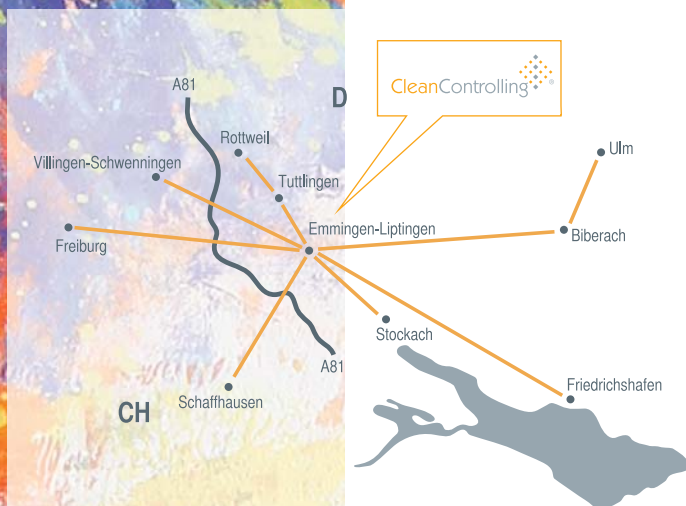 A81
D
CleanControlling
Rottweil
Ulm
Villingen-Schwenningen
Tuttlingen
Emmingen-Liptingen
Biberach
Freiburg
Stockach
A81
Friedrichshafen
Schaffhausen
CH